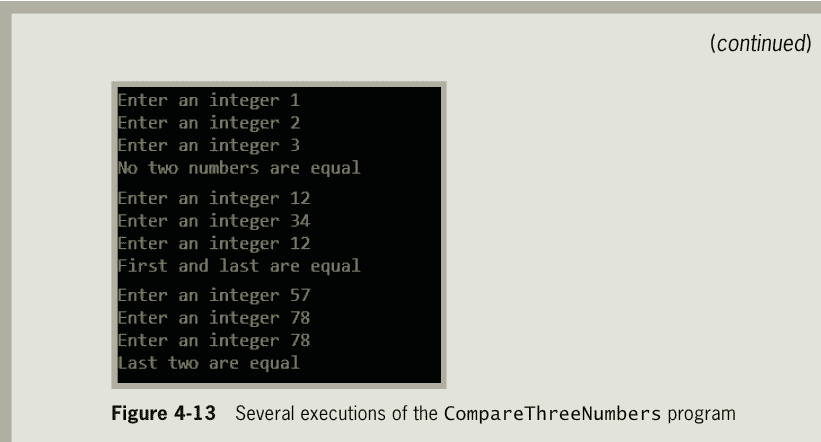 (continued)
Enter an integer 1
Enter an integer 2
Enter an integer 3
No two numbers are equal
Enter an integer 12
Enter an integer 34
Enter an integer 12
First and last are equal
Enter an integer 57
Enter an integer 78
Enter an integer 78
Last two are equal
Figure 4-13 Several executions of the CompareThreeNumbers program